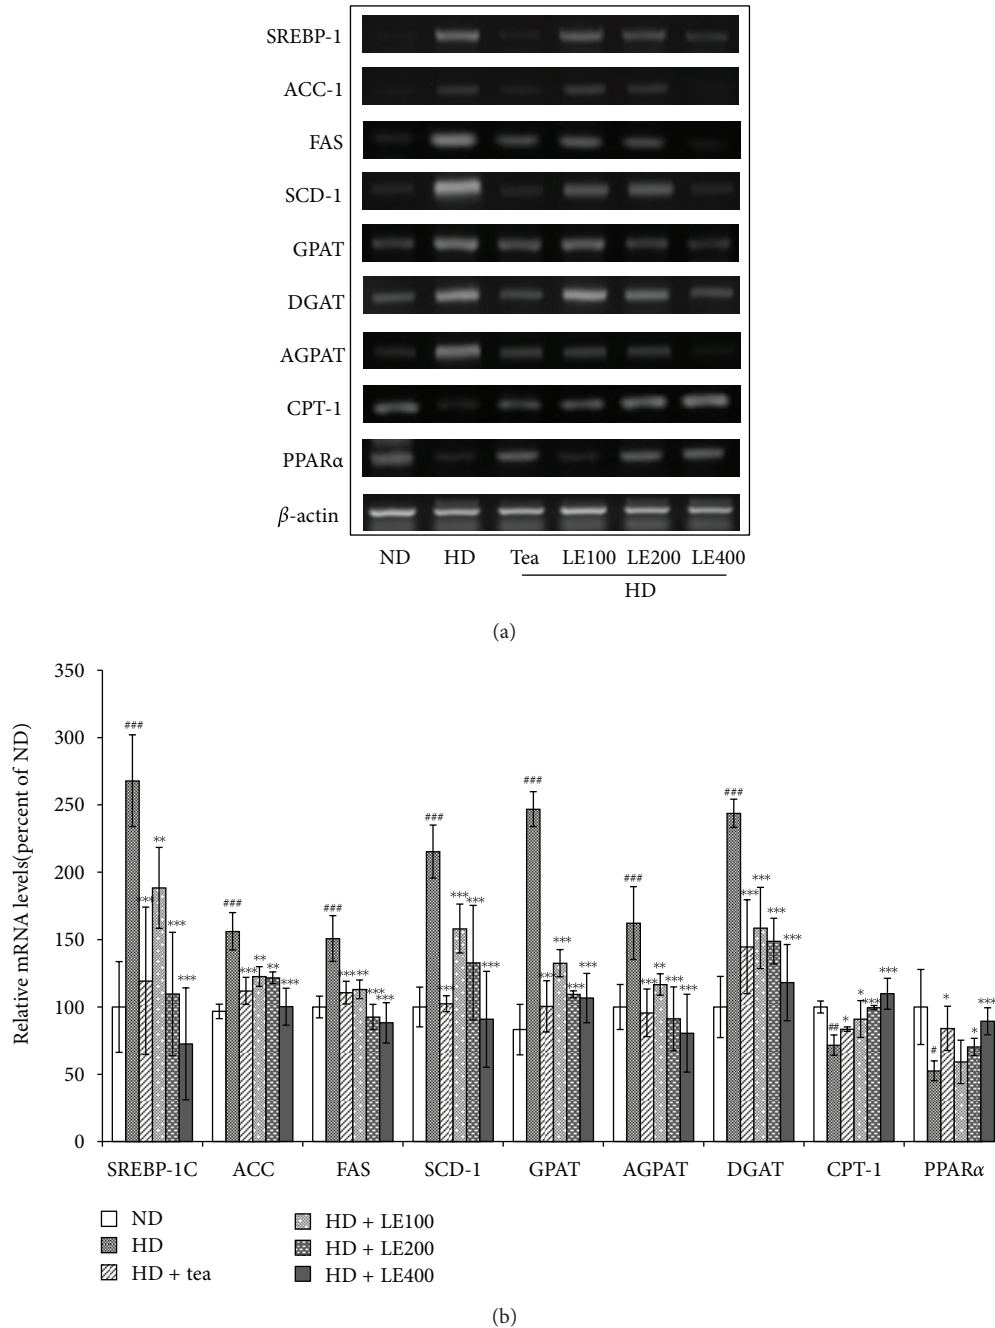 SREBP-1
ACC-1
FAS
SCD-1
GPAT
DGAT
AGPAT
CPT-1
PPARα
β-actin
ND HD Tea LE100 LE200 LE400
HD
(a)
Relative mRNA levels(percent of ND)
350
300
250
200
150
100
50
0
###
***
**
***
***
###
***
**
**
***
###
***
**
***
***
###
***
***
***
***
###
***
***
***
***
###
***
**
***
***
###
***
***
***
***
##
*
*
***
***
#
*
*
***
SREBP-1C ACC FAS SCD-1 GPAT AGPAT DGAT CPT-1 PPARα
ND
HD
HD + tea
HD + LE100
HD + LE200
HD + LE400
(b)